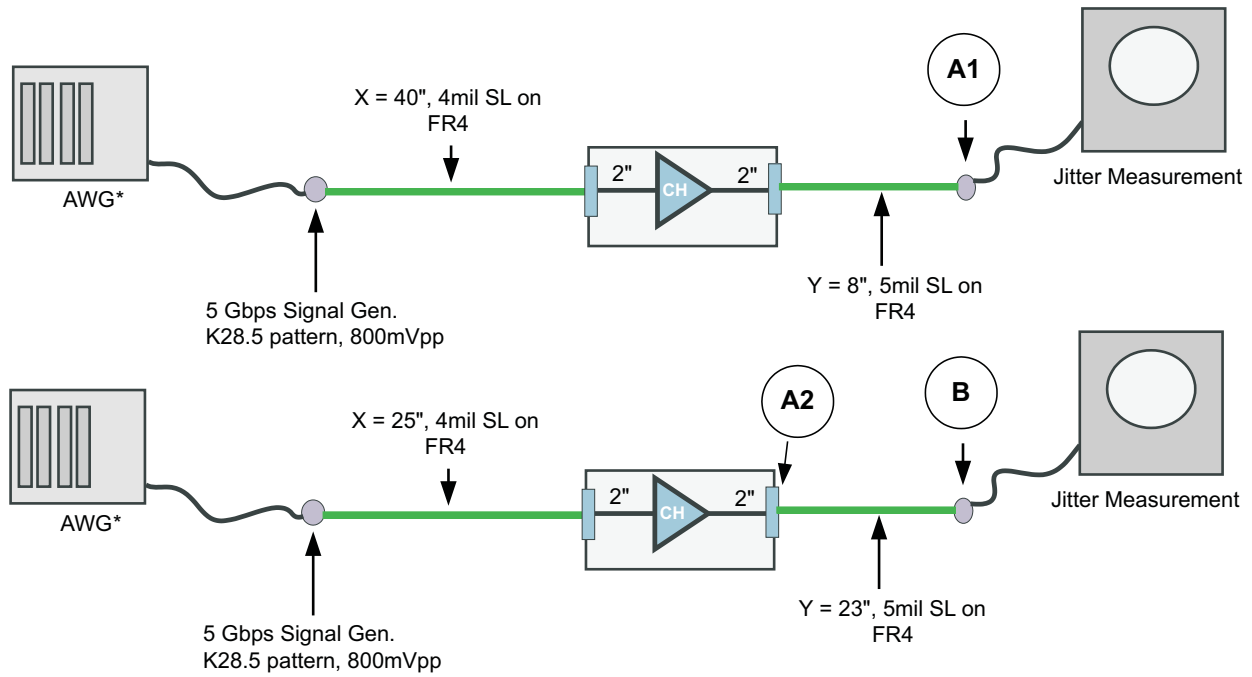 A1
X = 40", 4mil SL on
FR4
2"
CH
2"
AWG*
Jitter Measurement
Y = 8", 5mil SL on
FR4
5 Gbps Signal Gen.
K28.5 pattern, 800mVpp
A2
B
X = 25", 4mil SL on
FR4
2"
CH
2"
AWG*
Jitter Measurement
Y = 23", 5mil SL on
FR4
5 Gbps Signal Gen.
K28.5 pattern, 800mVpp